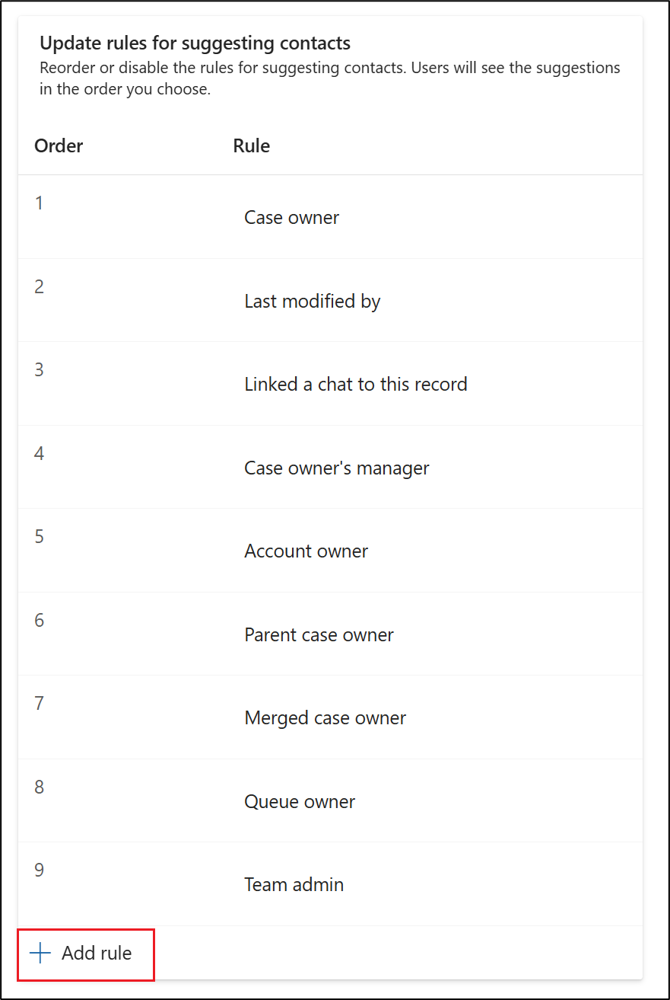 Update rules for suggesting contacts
Reorder or disable the rules for suggesting contacts. Users will see the suggestions
in the order you choose.
Order Rule
1
Case owner
2
Last modified by
3
Linked a chat to this record
4
Case owner's manager
5
Account owner
6
Parent case owner
7
Merged case owner
8
Queue owner
9
Team admin
Add rule